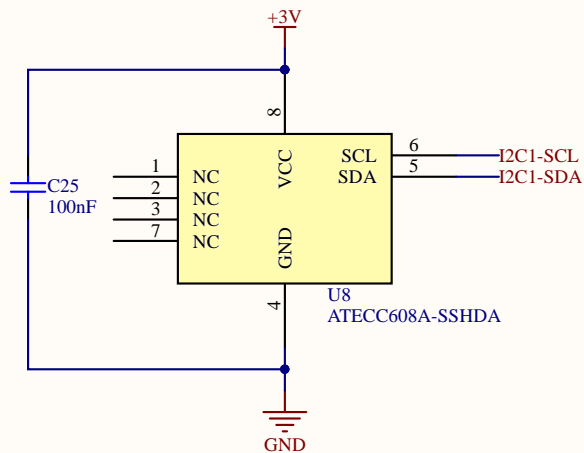 +3V
8
VCC
SCL
6
I2C1-SCL
SDA
5
I2C1-SDA
1
NC
2
NC
3
NC
7
NC
C25
100nF
GND
4
U8
ATECC608A-SSHDA
GND